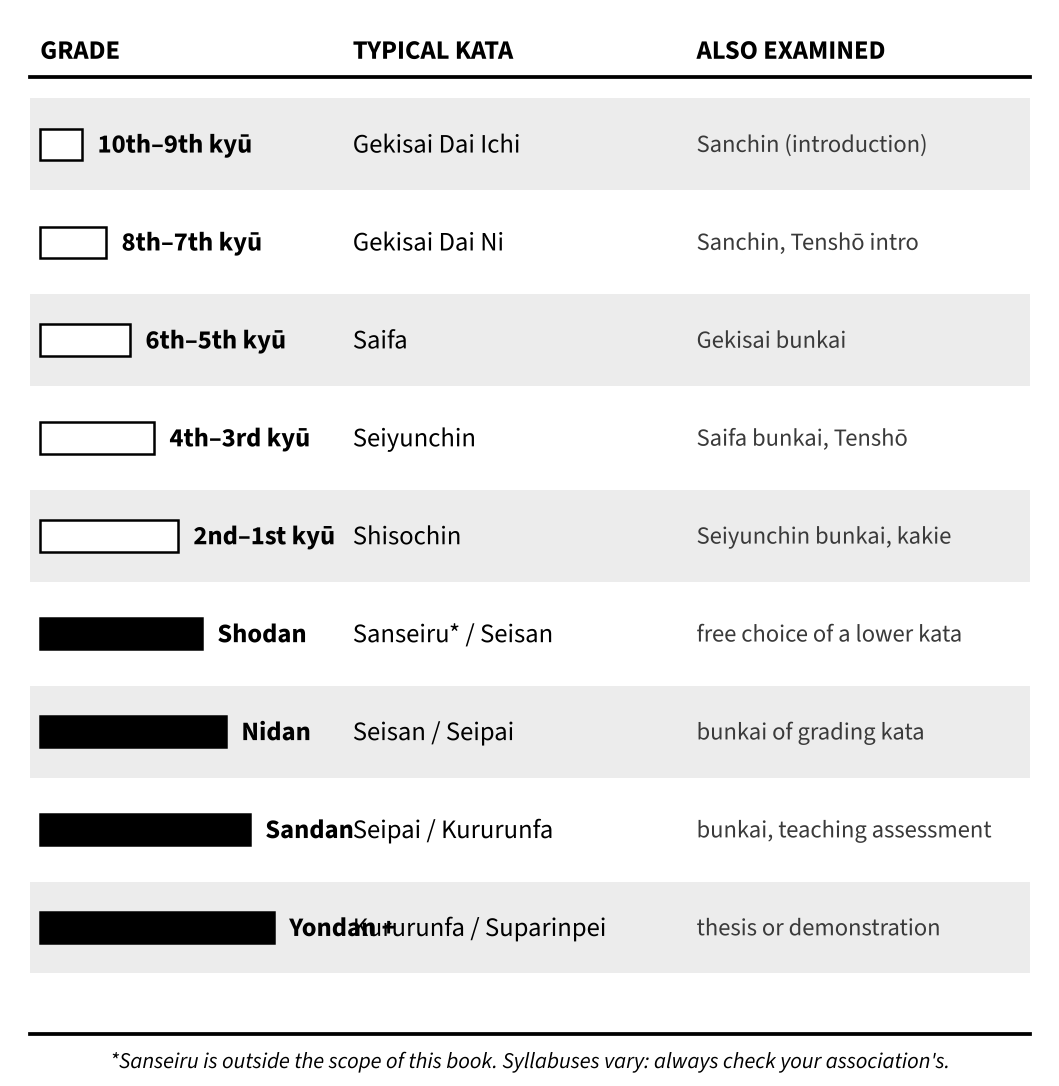 GRADE TYPICAL KATA ALSO EXAMINED
10th–9th kyū Gekisai Dai Ichi Sanchin (introduction)
8th–7th kyū Gekisai Dai Ni Sanchin, Tenshō intro
6th–5th kyū Saifa Gekisai bunkai
4th–3rd kyū Seiyunchin Saifa bunkai, Tenshō
2nd–1st kyū Shisochin Seiyunchin bunkai, kakie
Shodan Sanseiru* / Seisan free choice of a lower kata
Nidan Seisan / Seipai bunkai of grading kata
Sandan Seipai / Kururunfa bunkai, teaching assessment
Yondan + Kururunfa / Suparinpei thesis or demonstration
*Sanseiru is outside the scope of this book. Syllabuses vary: always check your association's.